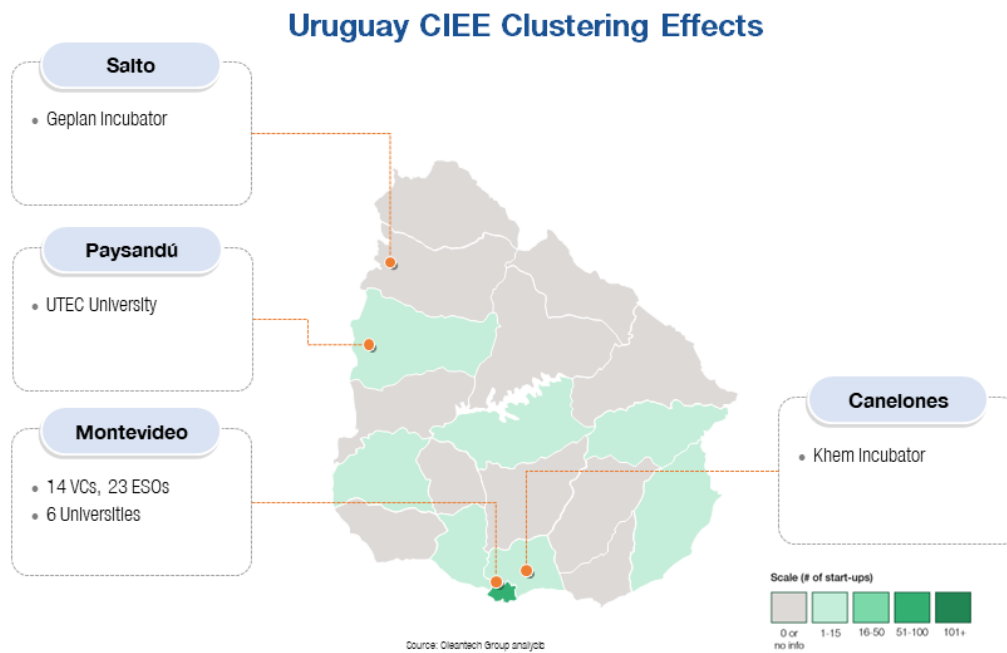 Uruguay CIEE Clustering Effects
Salto
• Geplan Incubator
Paysandú
• UTEC University
Montevideo
• 14 VCs, 23 ESOs
• 6 Universities
Canelones
• Khem Incubator
Scale (# of start-ups)
0 or
no info
1-15
16-50
51-100
101+
Source: Cleantech Group analysis